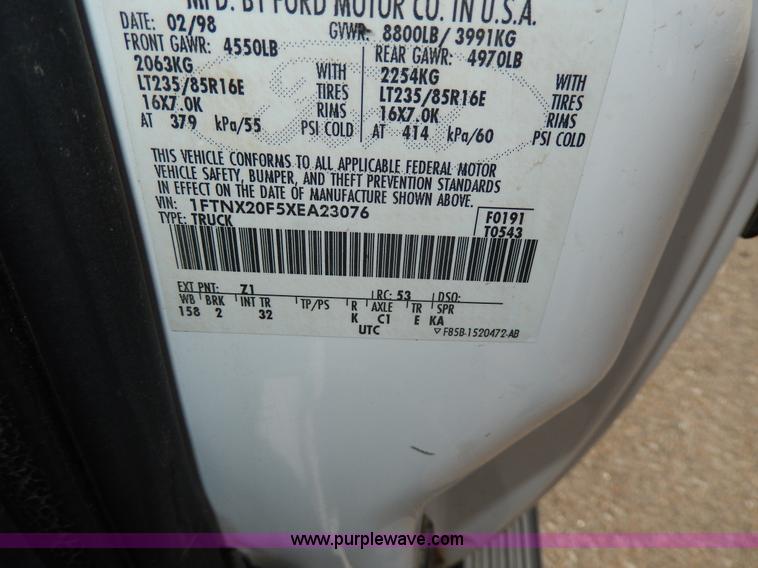 MFD. BY FORD MOTOR CO. IN U.S.A.
DATE: 02/98 GVWR: 8800LB/ 3991KG
FRONT GAWR: 4550LB REAR GAWR: 4970LB
2063KG WITH 2254KG WITH
LT235/85R16E TIRES LT235/85R16E TIRES
16X7.0K RIMS 16X7.0K RIMS
AT 379 kPa/55 PSI COLD AT 414 kPa/60 PSI COLD
THIS VEHICLE CONFORMS TO ALL APPLICABLE FEDERAL MOTOR
VEHICLE SAFETY, BUMPER, AND THEFT PREVENTION STANDARDS
IN EFFECT ON THE DATE OF MANUFACTURE SHOWN ABOVE.
VIN: 1FTNX20F5XEA23076 F0191
TYPE: TRUCK T0543
EXT PNT: Z1 RC: 53 DSO:
WB BRK INT TR TP/PS R AXLE TR SPR
158 2 32 K C1 E KA
UTC ▽ F85B-1520472-AB
www.purplewave.com